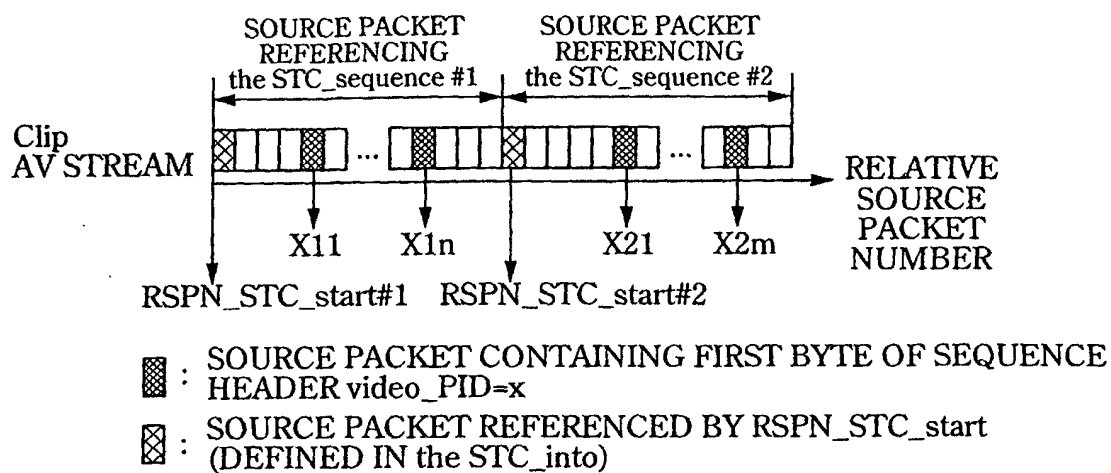 SOURCE PACKET
REFERENCING
the STC_sequence #1
SOURCE PACKET
REFERENCING
the STC_sequence #2
Clip
AV STREAM
...
...
RELATIVE
SOURCE
PACKET
NUMBER
X11
X1n
X21
X2m
RSPN_STC_start#1
RSPN_STC_start#2
: SOURCE PACKET CONTAINING FIRST BYTE OF SEQUENCE
HEADER video_PID=x
: SOURCE PACKET REFERENCED BY RSPN_STC_start
(DEFINED IN the STC_into)